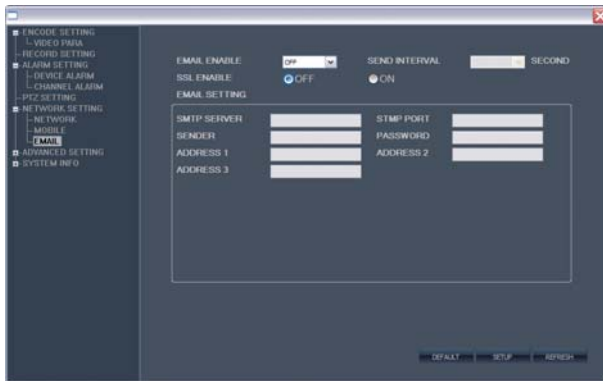 ENCODE SETTING
VIDEO PARA
RECORD SETTING
ALARM SETTING
DEVICE ALARM
CHANNEL ALARM
PTZ SETTING
NETWORK SETTING
NETWORK
MOBILE
EMAIL
ADVANCED SETTING
SYSTEM INFO
EMAIL ENABLE OFF SEND INTERVAL SECOND
SSL ENABLE OFF ON
EMAIL SETTING
SMTP SERVER STMP PORT
SENDER PASSWORD
ADDRESS 1 ADDRESS 2
ADDRESS 3
DEFAULT SETUP REFRESH